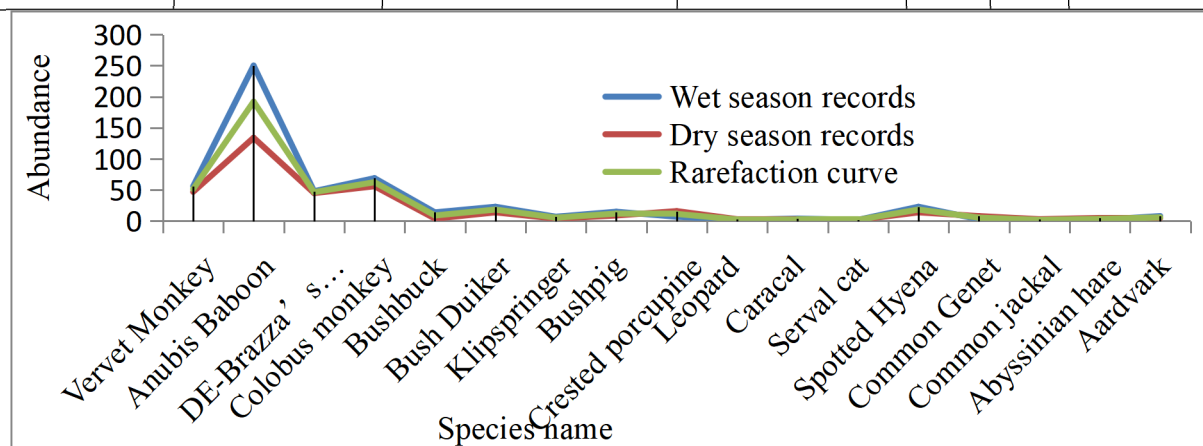 Abundance
300
250
200
150
100
50
0
Wet season records
Dry season records
Rarefaction curve
Vervet Monkey
Anubis Baboon
DE-Brazza’ s…
Colobus monkey
Bushbuck
Bush Duiker
Klipspringer
Bushpig
Crested porcupine
Leopard
Caracal
Serval cat
Spotted Hyena
Common Genet
Common jackal
Abyssinian hare
Aardvark
Species name